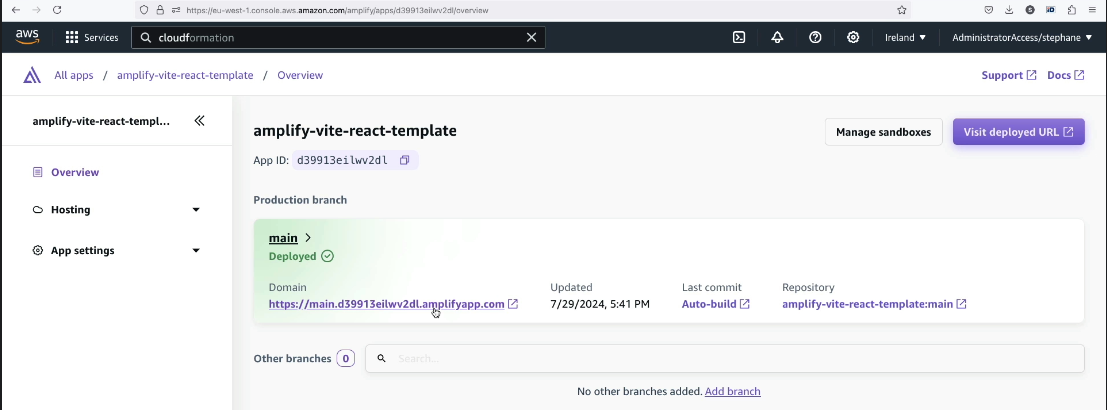 https://eu-west-1.console.aws.amazon.com/amplify/apps/d39913eilwv2dl/overview
aws Services cloudformation Ireland AdministratorAccess/stephane
All apps / amplify-vite-react-template / Overview Support Docs
amplify-vite-react-templ...
Overview
Hosting
App settings
amplify-vite-react-template Manage sandboxes Visit deployed URL
App ID: d39913eilwv2dl
Production branch
main
Deployed
Domain Updated Last commit Repository
https://main.d39913eilwv2dl.amplifyapp.com 7/29/2024, 5:41 PM Auto-build amplify-vite-react-template:main
Other branches 0 Search...
No other branches added. Add branch